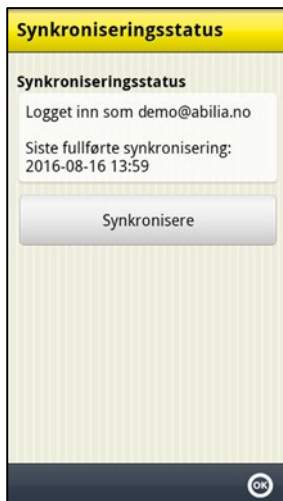 Synkroniseringsstatus
Synkroniseringsstatus
Logget inn som demo@abilia.no
Siste fullførte synkronisering:
2016-08-16 13:59
Synkronisere
OK